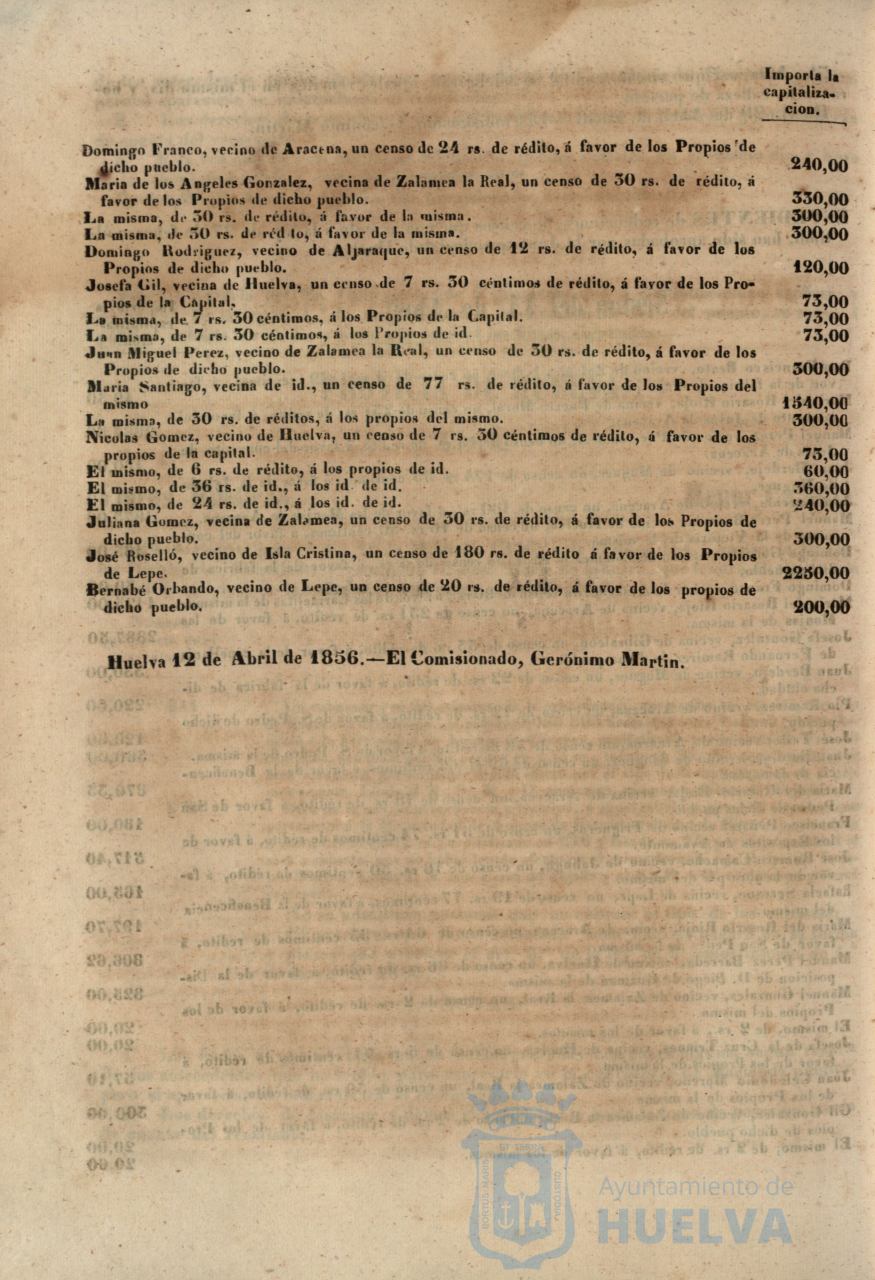 Importa la
capitaliza-
cion.
Domingo Franco, vecino de Aracena, un censo de 24 rs. de rédito, á favor de los Propios de
dicho pueblo. 240,00
Maria de los Angeles Gonzalez, vecina de Zalamea la Real, un censo de 30 rs. de rédito, á
favor de los Propios de dicho pueblo. 330,00
La misma, de 30 rs. de rédito, á favor de la misma. 300,00
La misma, de 30 rs. de réd to, á favor de la misma. 300,00
Domingo Rodriguez, vecino de Aljaraque, un censo de 12 rs. de rédito, á favor de los
Propios de dicho pueblo. 120,00
Josefa Gil, vecina de Huelva, un censo de 7 rs. 30 céntimos de rédito, á favor de los Pro-
pios de la Capital. 73,00
La misma, de 7 rs. 30 céntimos, á los Propios de la Capital. 73,00
La misma, de 7 rs. 30 céntimos, á los Propios de id. 73,00
Juan Miguel Perez, vecino de Zalamea la Real, un censo de 30 rs. de rédito, á favor de los
Propios de dicho pueblo. 300,00
Maria Santiago, vecina de id., un censo de 77 rs. de rédito, á favor de los Propios del
mismo 1540,00
La misma, de 30 rs. de réditos, á los propios del mismo. 300,00
Nicolas Gomez, vecino de Huelva, un censo de 7 rs. 30 céntimos de rédito, á favor de los
propios de la capital. 73,00
El mismo, de 6 rs. de rédito, á los propios de id. 60,00
El mismo, de 36 rs. de id., á los id. de id. 360,00
El mismo, de 24 rs. de id., á los id. de id. 240,00
Juliana Gomez, vecina de Zalamea, un censo de 30 rs. de rédito, á favor de los Propios de
dicho pueblo. 300,00
José Roselló, vecino de Isla Cristina, un censo de 180 rs. de rédito á favor de los Propios
de Lepe. 2250,00
Bernabé Orbando, vecino de Lepe, un censo de 20 rs. de rédito, á favor de los propios de
dicho pueblo. 200,00
Huelva 12 de Abril de 1856.—El Comisionado, Gerónimo Martin.
Ayuntamiento de
HUELVA